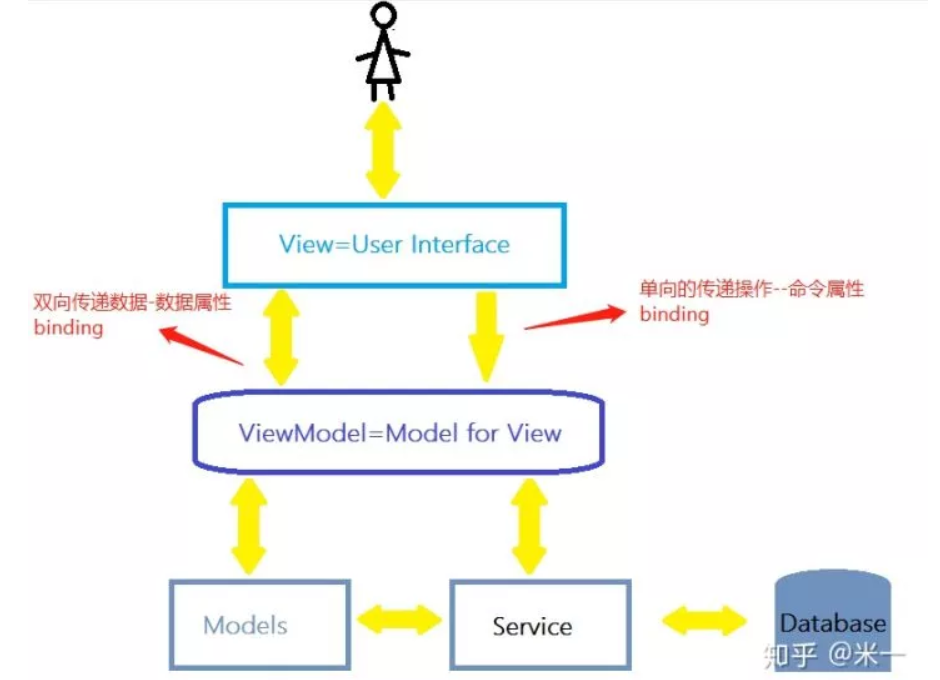 View=User Interface
双向传递数据-数据属性
binding
单向的传递操作--命令属性
binding
ViewModel=Model for View
Models
Service
Database
知乎 @米一